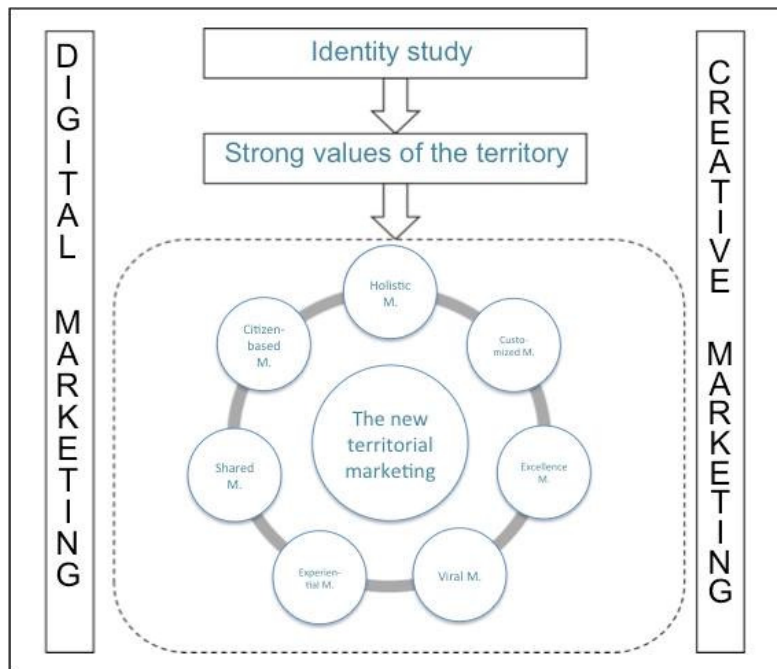 DIGITAL MARKETING
Identity study
Strong values of the territory
Holistic
M.
Citizen-
based
M.
Custo-
mized M.
The new
territorial
marketing
Shared
M.
Excellence
M.
Experien-
tial M.
Viral M.
CREATIVE MARKETING